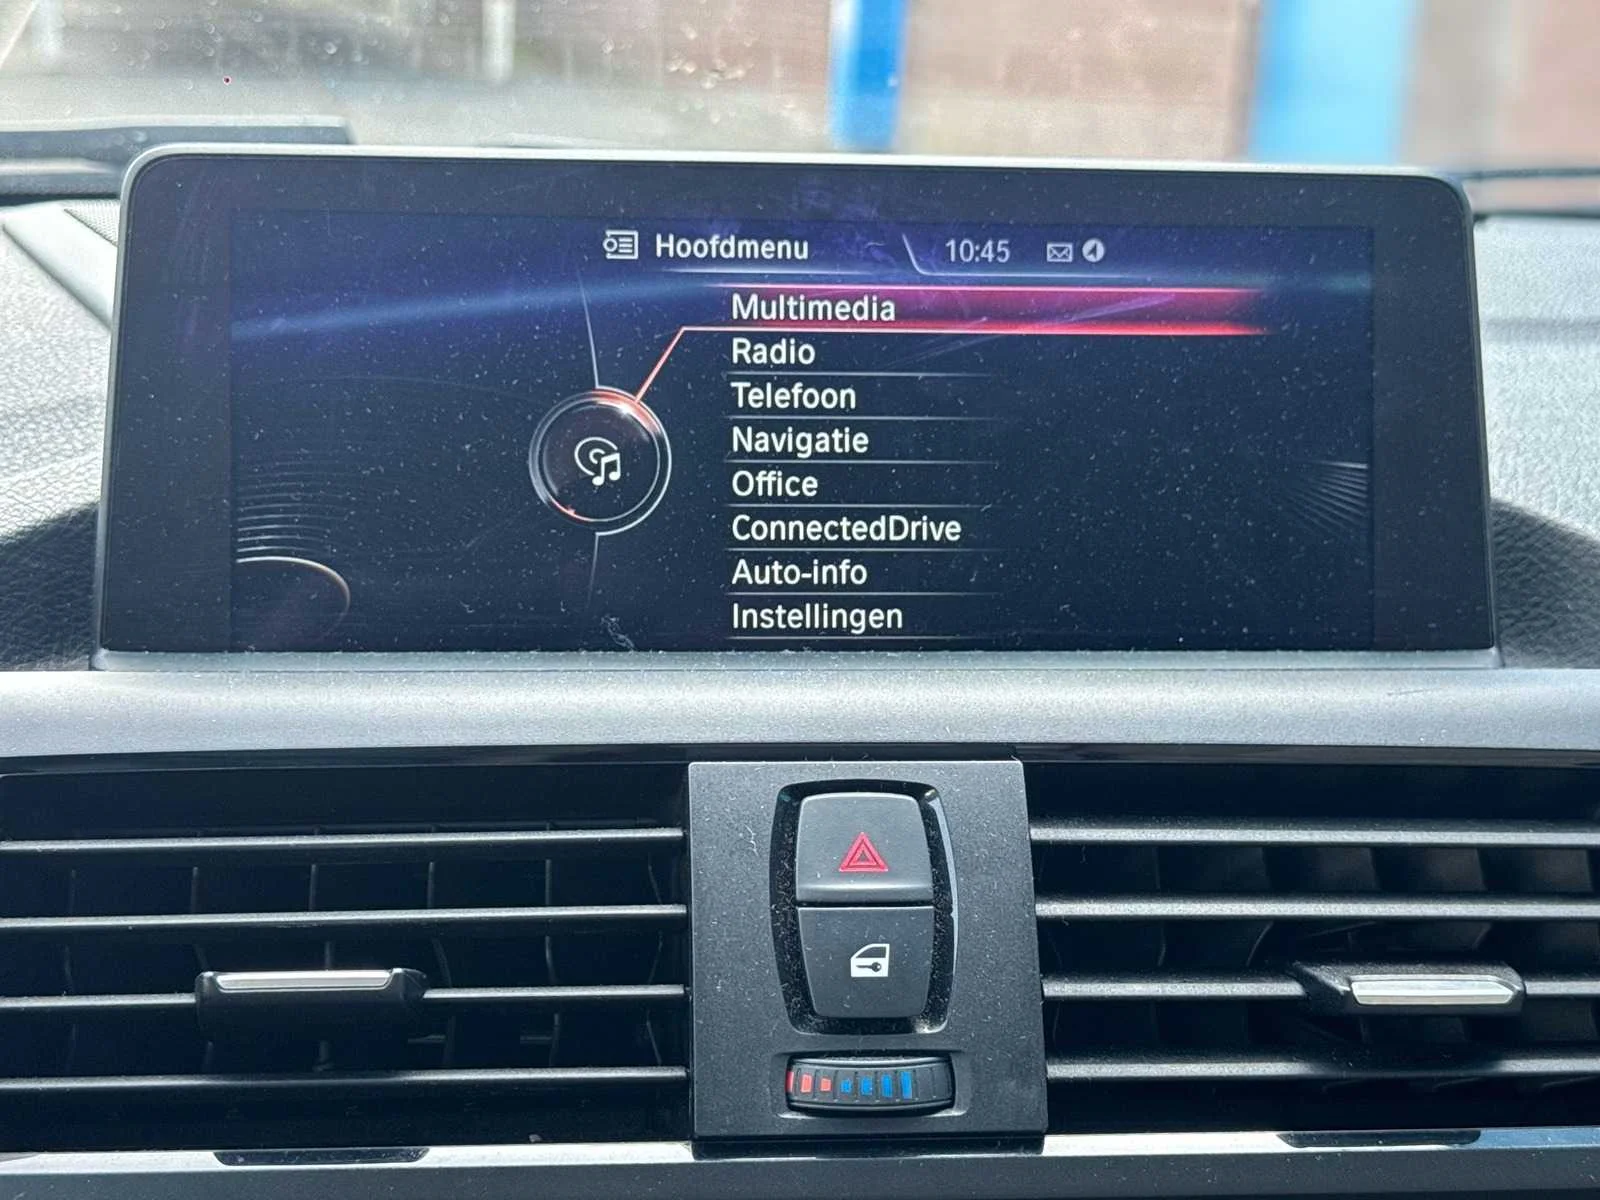 Hoofdmenu 10:45
Multimedia
Radio
Telefoon
Navigatie
Office
ConnectedDrive
Auto-info
Instellingen